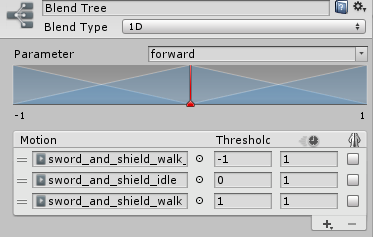 Blend Tree
Blend Type 1D
Parameter forward
-1 1
Motion Threshold
sword_and_shield_walk_ -1 1
sword_and_shield_idle 0 1
sword_and_shield_walk 1 1